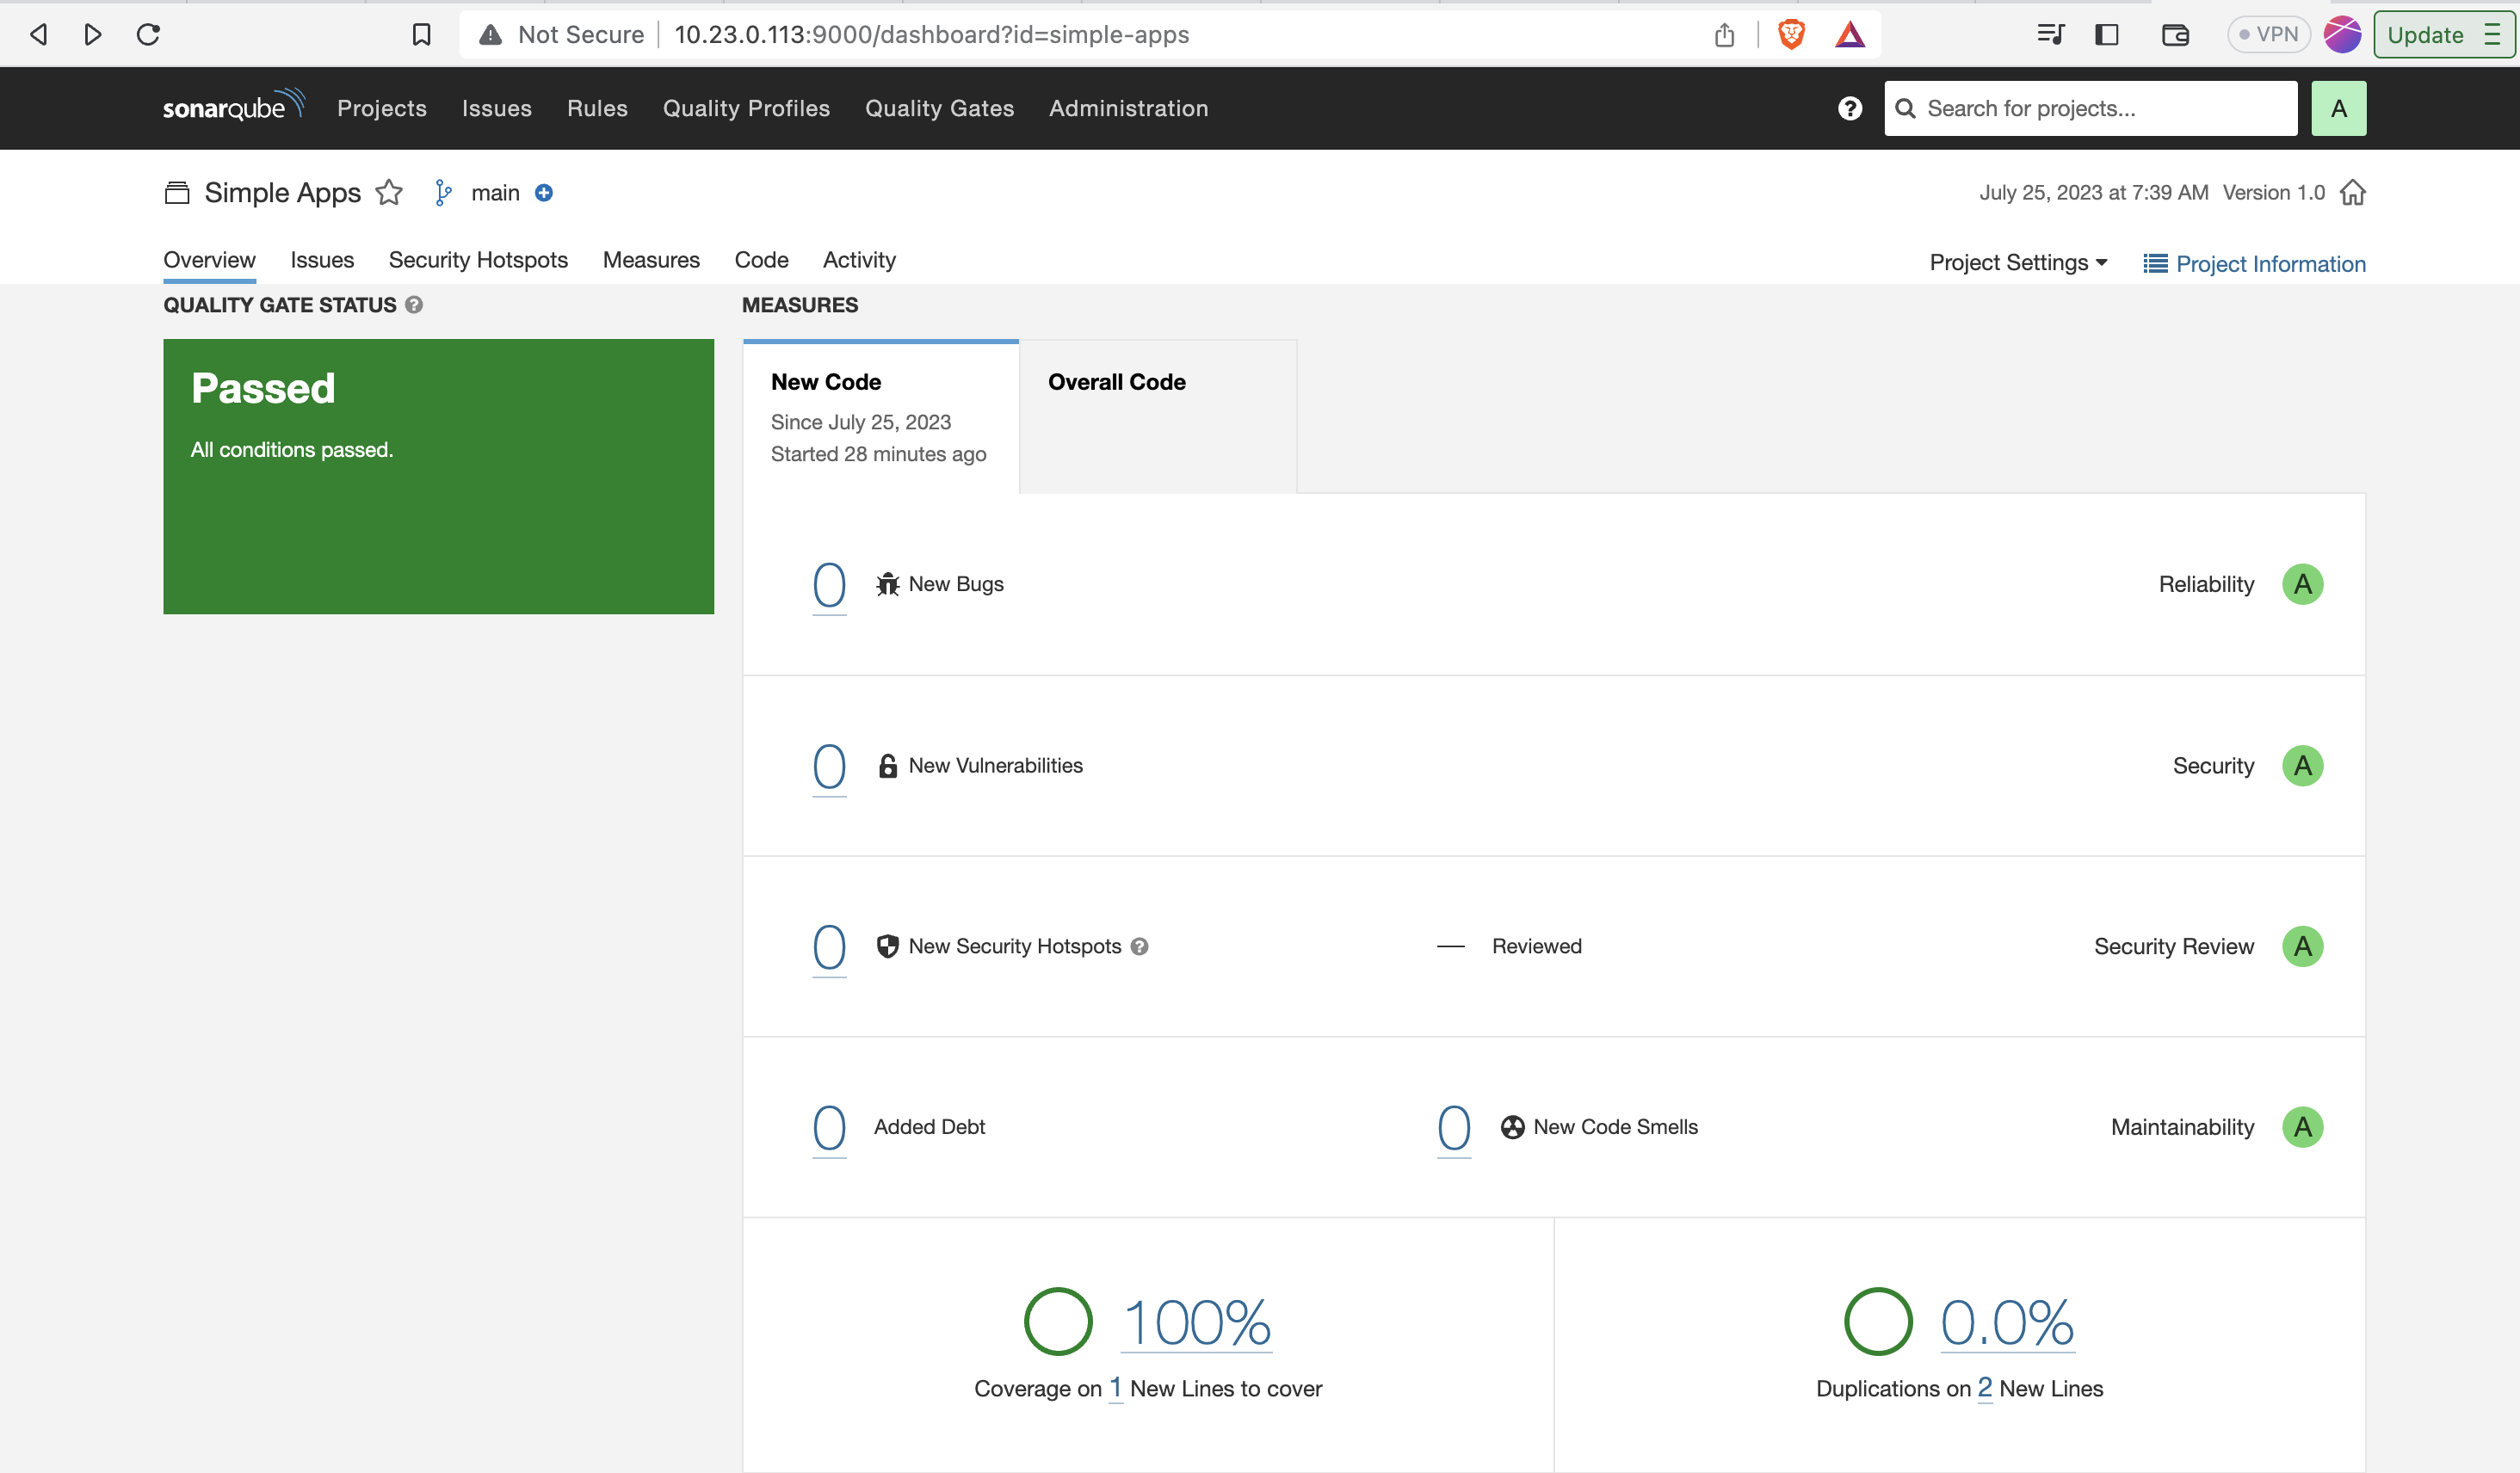 Not Secure 10.23.0.113:9000/dashboard?id=simple-apps VPN Update
sonarqube Projects Issues Rules Quality Profiles Quality Gates Administration ? Search for projects... A
Simple Apps main July 25, 2023 at 7:39 AM Version 1.0
Overview Issues Security Hotspots Measures Code Activity Project Settings Project Information
QUALITY GATE STATUS ? MEASURES
Passed
All conditions passed.
New Code
Since July 25, 2023
Started 28 minutes ago
Overall Code
0 New Bugs Reliability A
0 New Vulnerabilities Security A
0 New Security Hotspots ? — Reviewed Security Review A
0 Added Debt 0 New Code Smells Maintainability A
100%
Coverage on 1 New Lines to cover
0.0%
Duplications on 2 New Lines